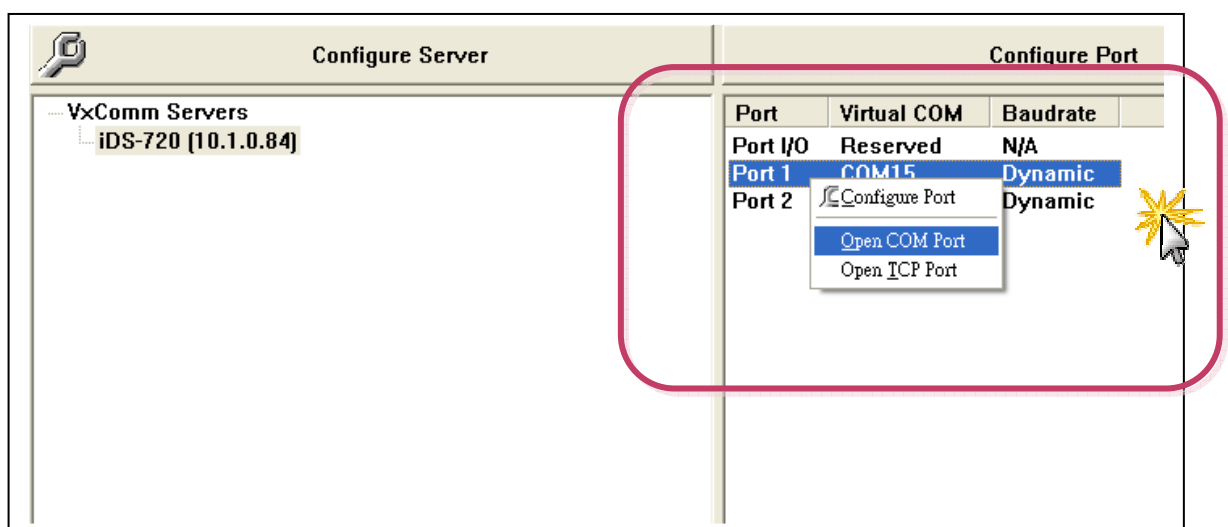 Configure Server
Configure Port
VxComm Servers
iDS-720 (10.1.0.84)
Port Virtual COM Baudrate
Port I/O Reserved N/A
Port 1 COM15 Dynamic
Port 2 Dynamic
Configure Port
Open COM Port
Open TCP Port